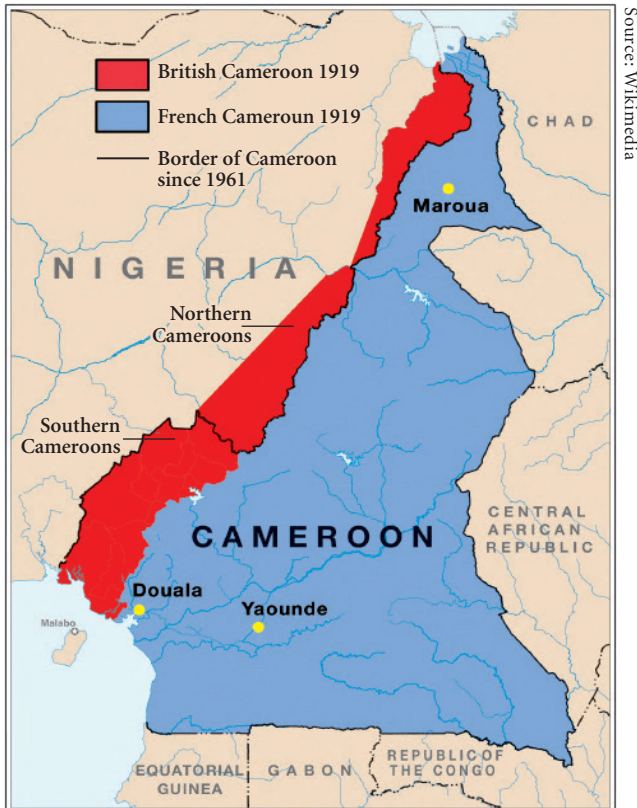 Source: Wikimedia
British Cameroon 1919
French Cameroun 1919
Border of Cameroon
since 1961
CHAD
Maroua
NIGERIA
Northern
Cameroons
Southern
Cameroons
CAMEROON
CENTRAL
AFRICAN
REPUBLIC
Douala
Yaounde
Malabo
EQUATORIAL
GUINEA
GABON
REPUBLIC OF
THE CONGO